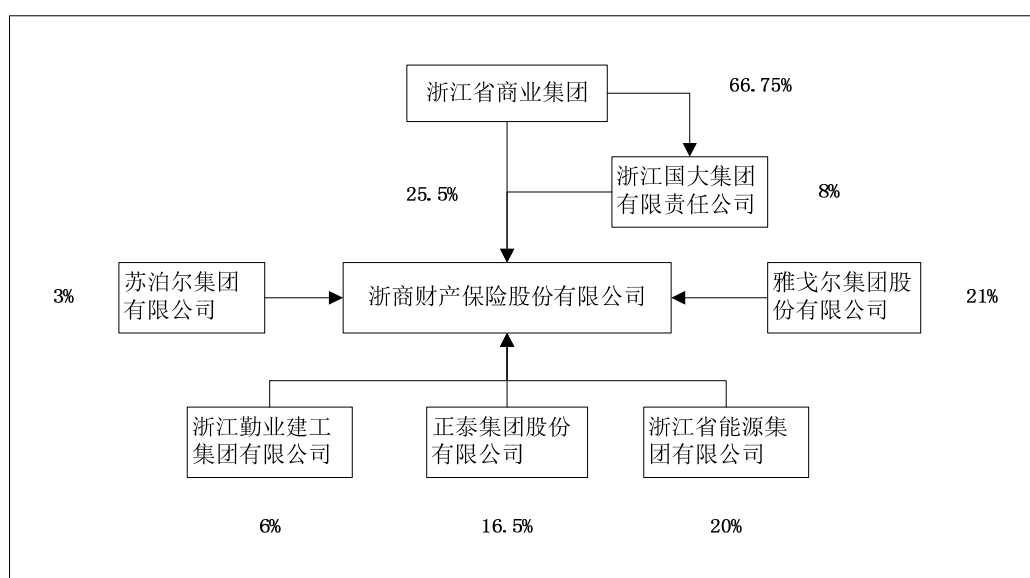 浙江省商业集团
66.75%
浙江国大集团
有限责任公司
8%
25.5%
苏泊尔集团
有限公司
3%
浙商财产保险股份有限公司
雅戈尔集团股
份有限公司
21%
浙江勤业建工
集团有限公司
正泰集团股份
有限公司
浙江省能源集
团有限公司
6%
16.5%
20%